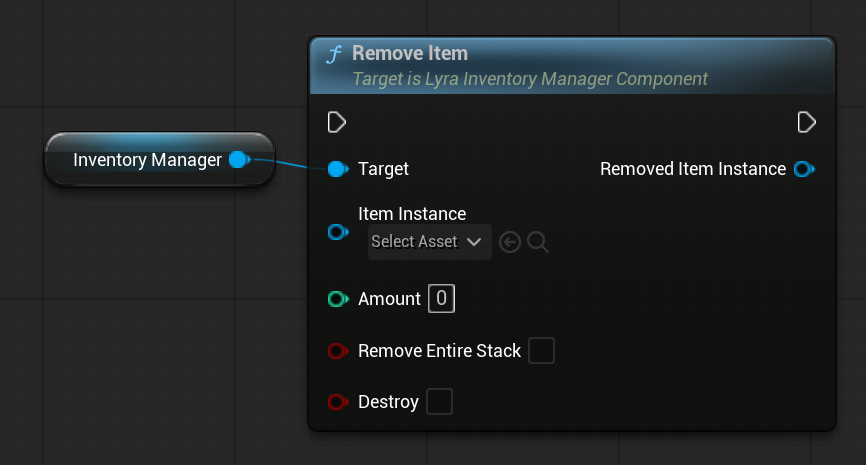 Remove Item
Target is Lyra Inventory Manager Component
Inventory Manager
Target
Removed Item Instance
Item Instance
Select Asset
Amount 0
Remove Entire Stack
Destroy